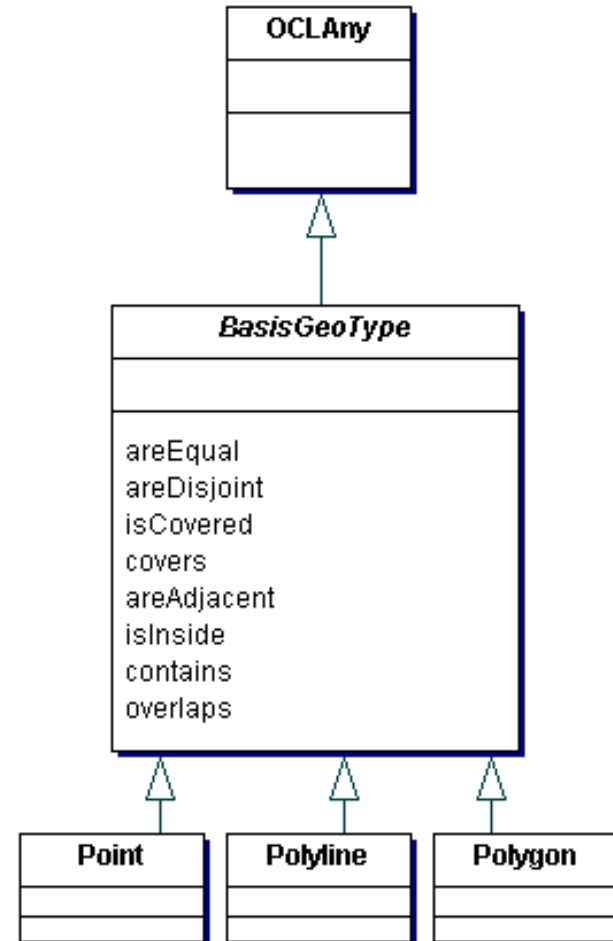 OCLAny
BasisGeoType
areEqual
areDisjoint
isCovered
covers
areAdjacent
isInside
contains
overlaps
Point
Polyline
Polygon